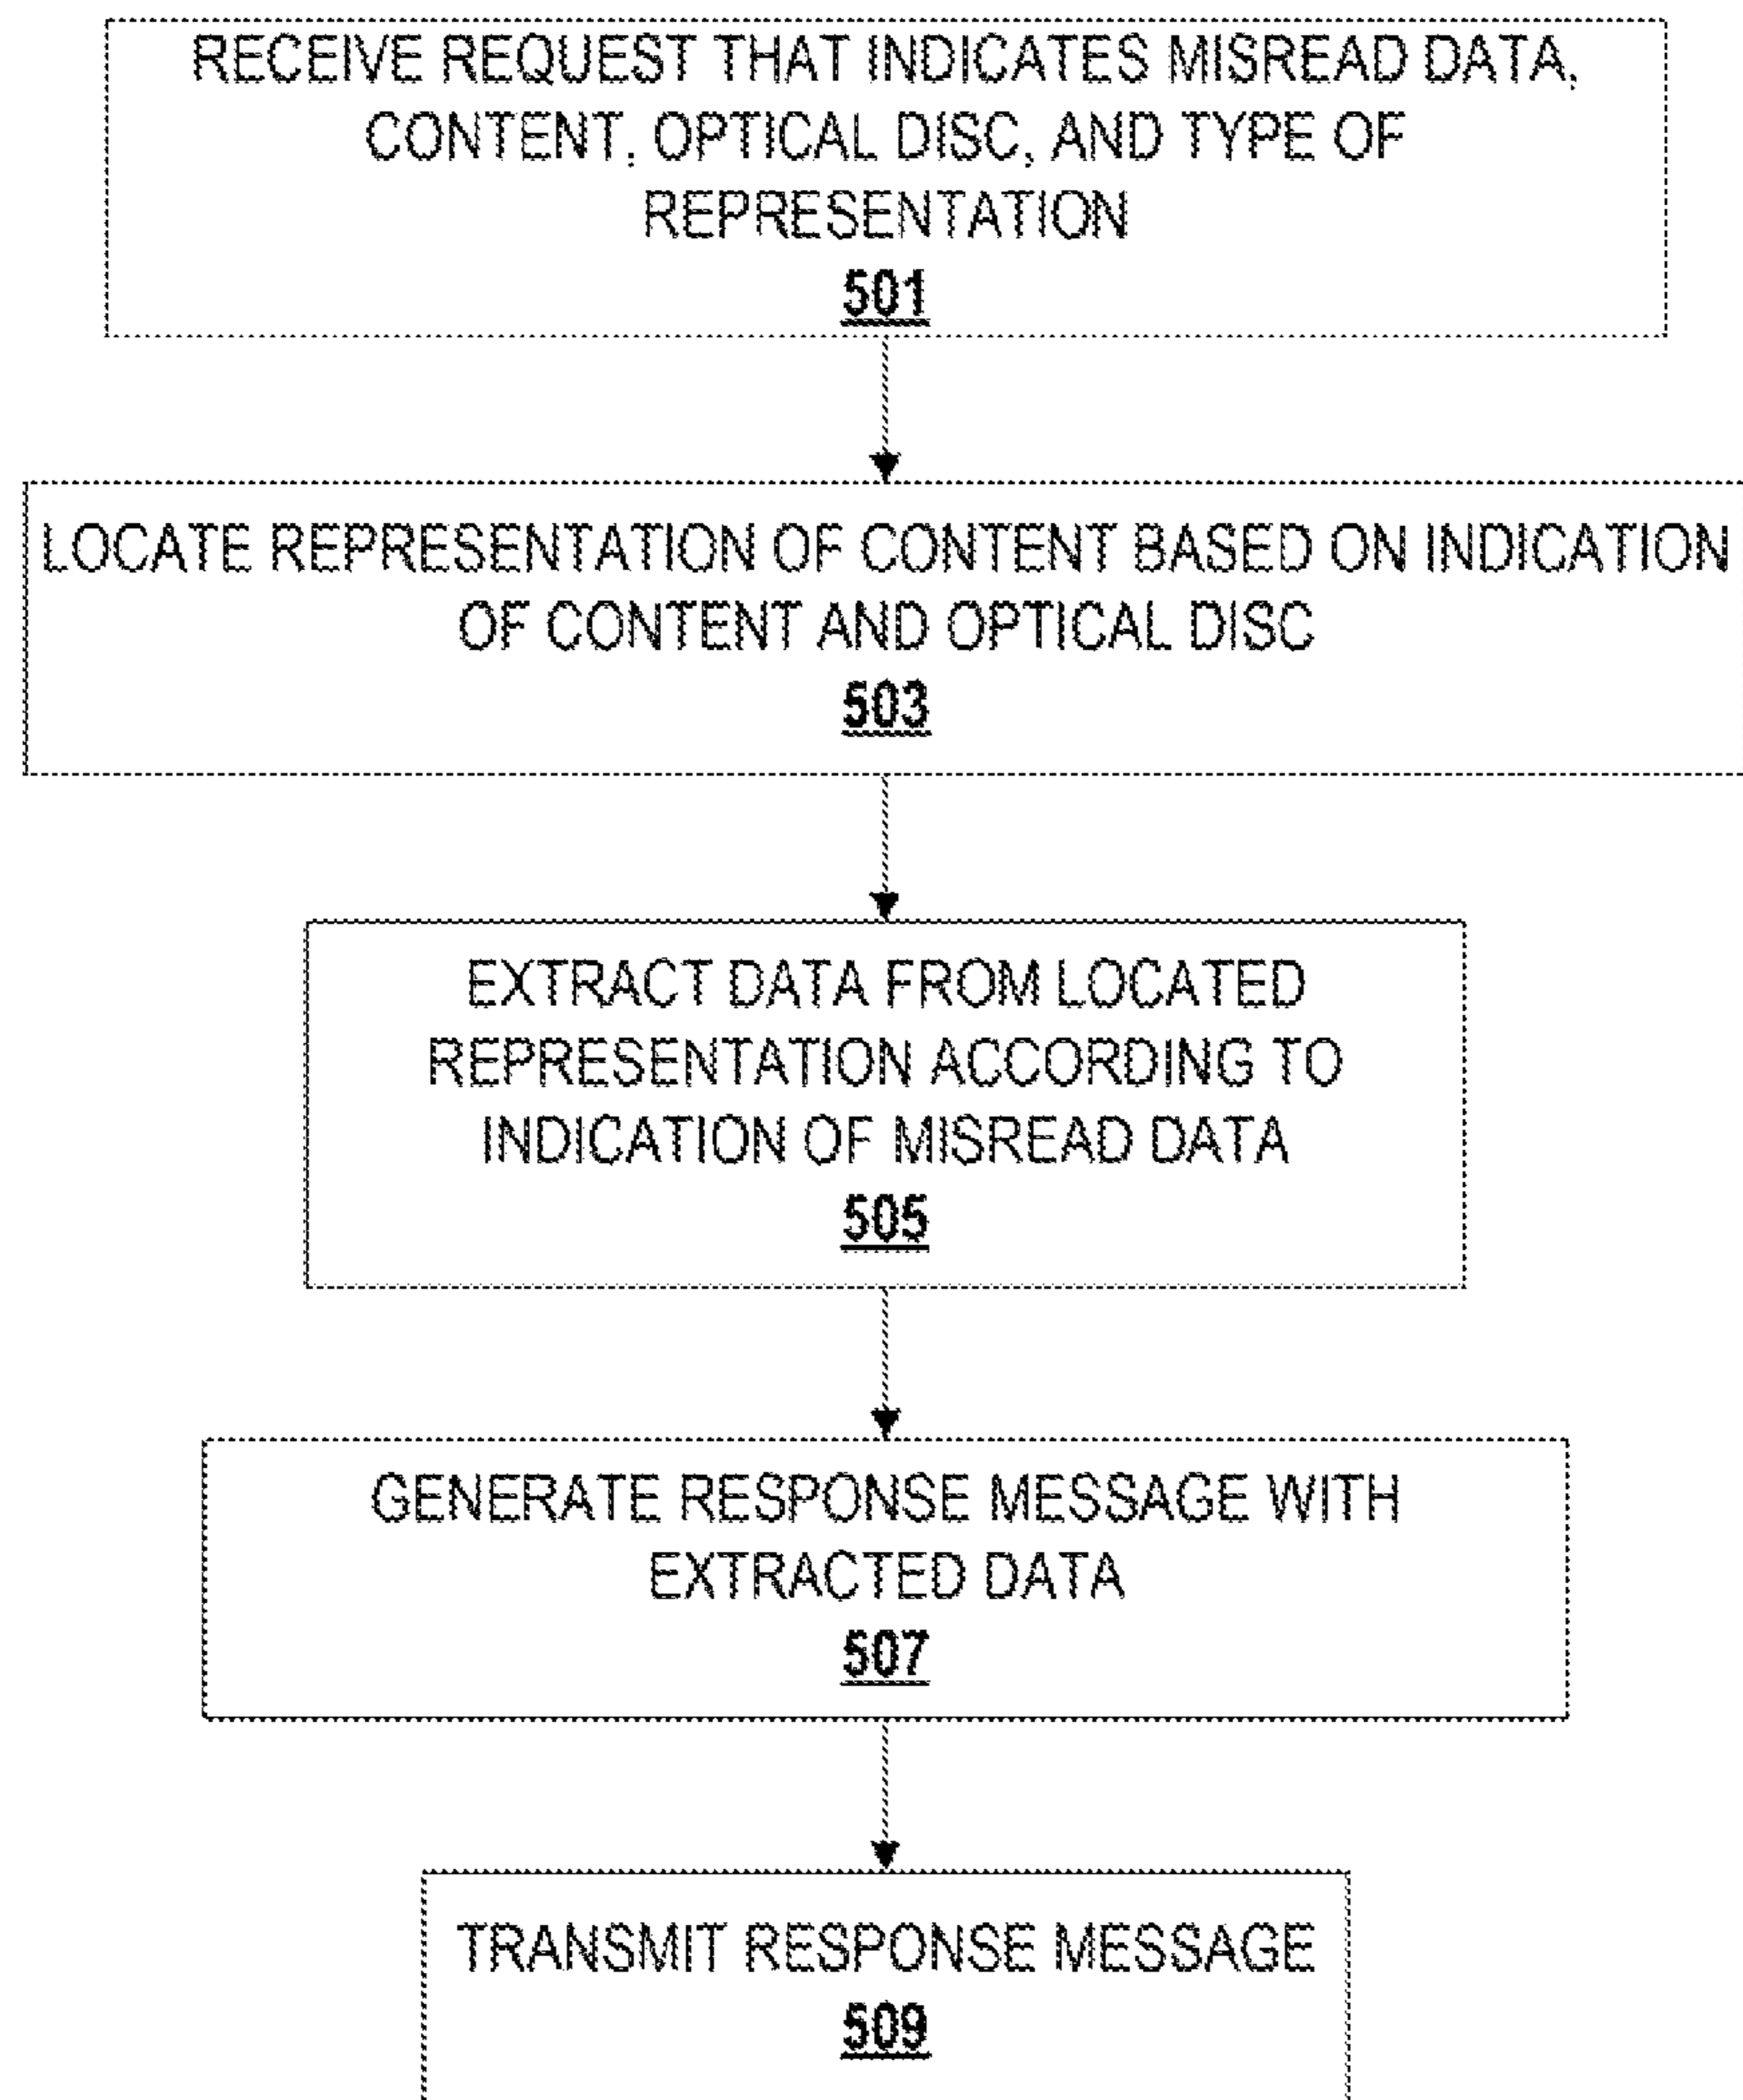 RECEIVE REQUEST THAT INDICATES MISREAD DATA,
CONTENT, OPTICAL DISC, AND TYPE OF
REPRESENTATION
501
LOCATE REPRESENTATION OF CONTENT BASED ON INDICATION
OF CONTENT AND OPTICAL DISC
503
EXTRACT DATA FROM LOCATED
REPRESENTATION ACCORDING TO
INDICATION OF MISREAD DATA
505
GENERATE RESPONSE MESSAGE WITH
EXTRACTED DATA
507
TRANSMIT RESPONSE MESSAGE
509